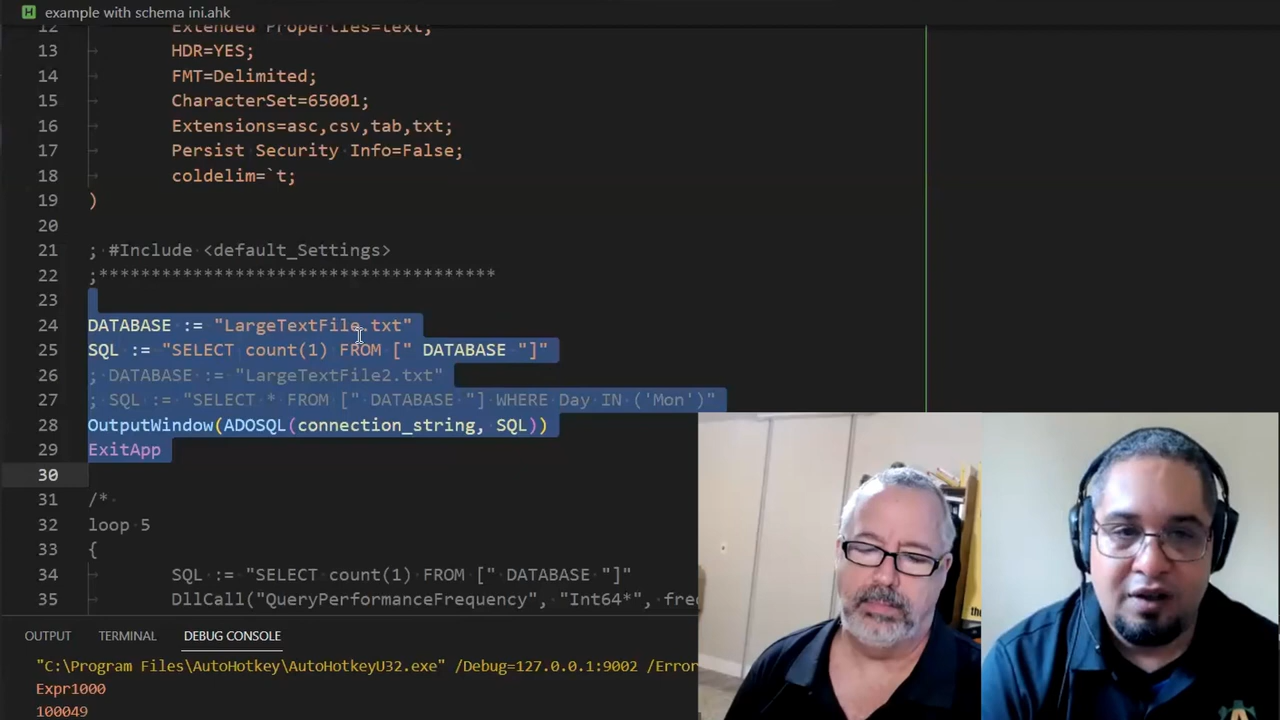 example with schema ini.ahk
12 Extended Properties=text;
13 HDR=YES;
14 FMT=Delimited;
15 CharacterSet=65001;
16 Extensions=asc,csv,tab,txt;
17 Persist Security Info=False;
18 coldelim=`t;
19 )
20
21 ; #Include <default_Settings>
22 ;**************************************
23
24 DATABASE := "LargeTextFile.txt"
25 SQL := "SELECT count(1) FROM [" DATABASE "]"
26 ; DATABASE := "LargeTextFile2.txt"
27 ; SQL := "SELECT * FROM [" DATABASE "] WHERE Day IN ('Mon')"
28 OutputWindow(ADOSQL(connection_string, SQL))
29 ExitApp
30
31 /*
32 loop 5
33 {
34 SQL := "SELECT count(1) FROM [" DATABASE "]"
35 DllCall("QueryPerformanceFrequency", "Int64*", fre
OUTPUT TERMINAL DEBUG CONSOLE
"C:\Program Files\AutoHotkey\AutoHotkeyU32.exe" /Debug=127.0.0.1:9002 /Error
Expr1000
100049